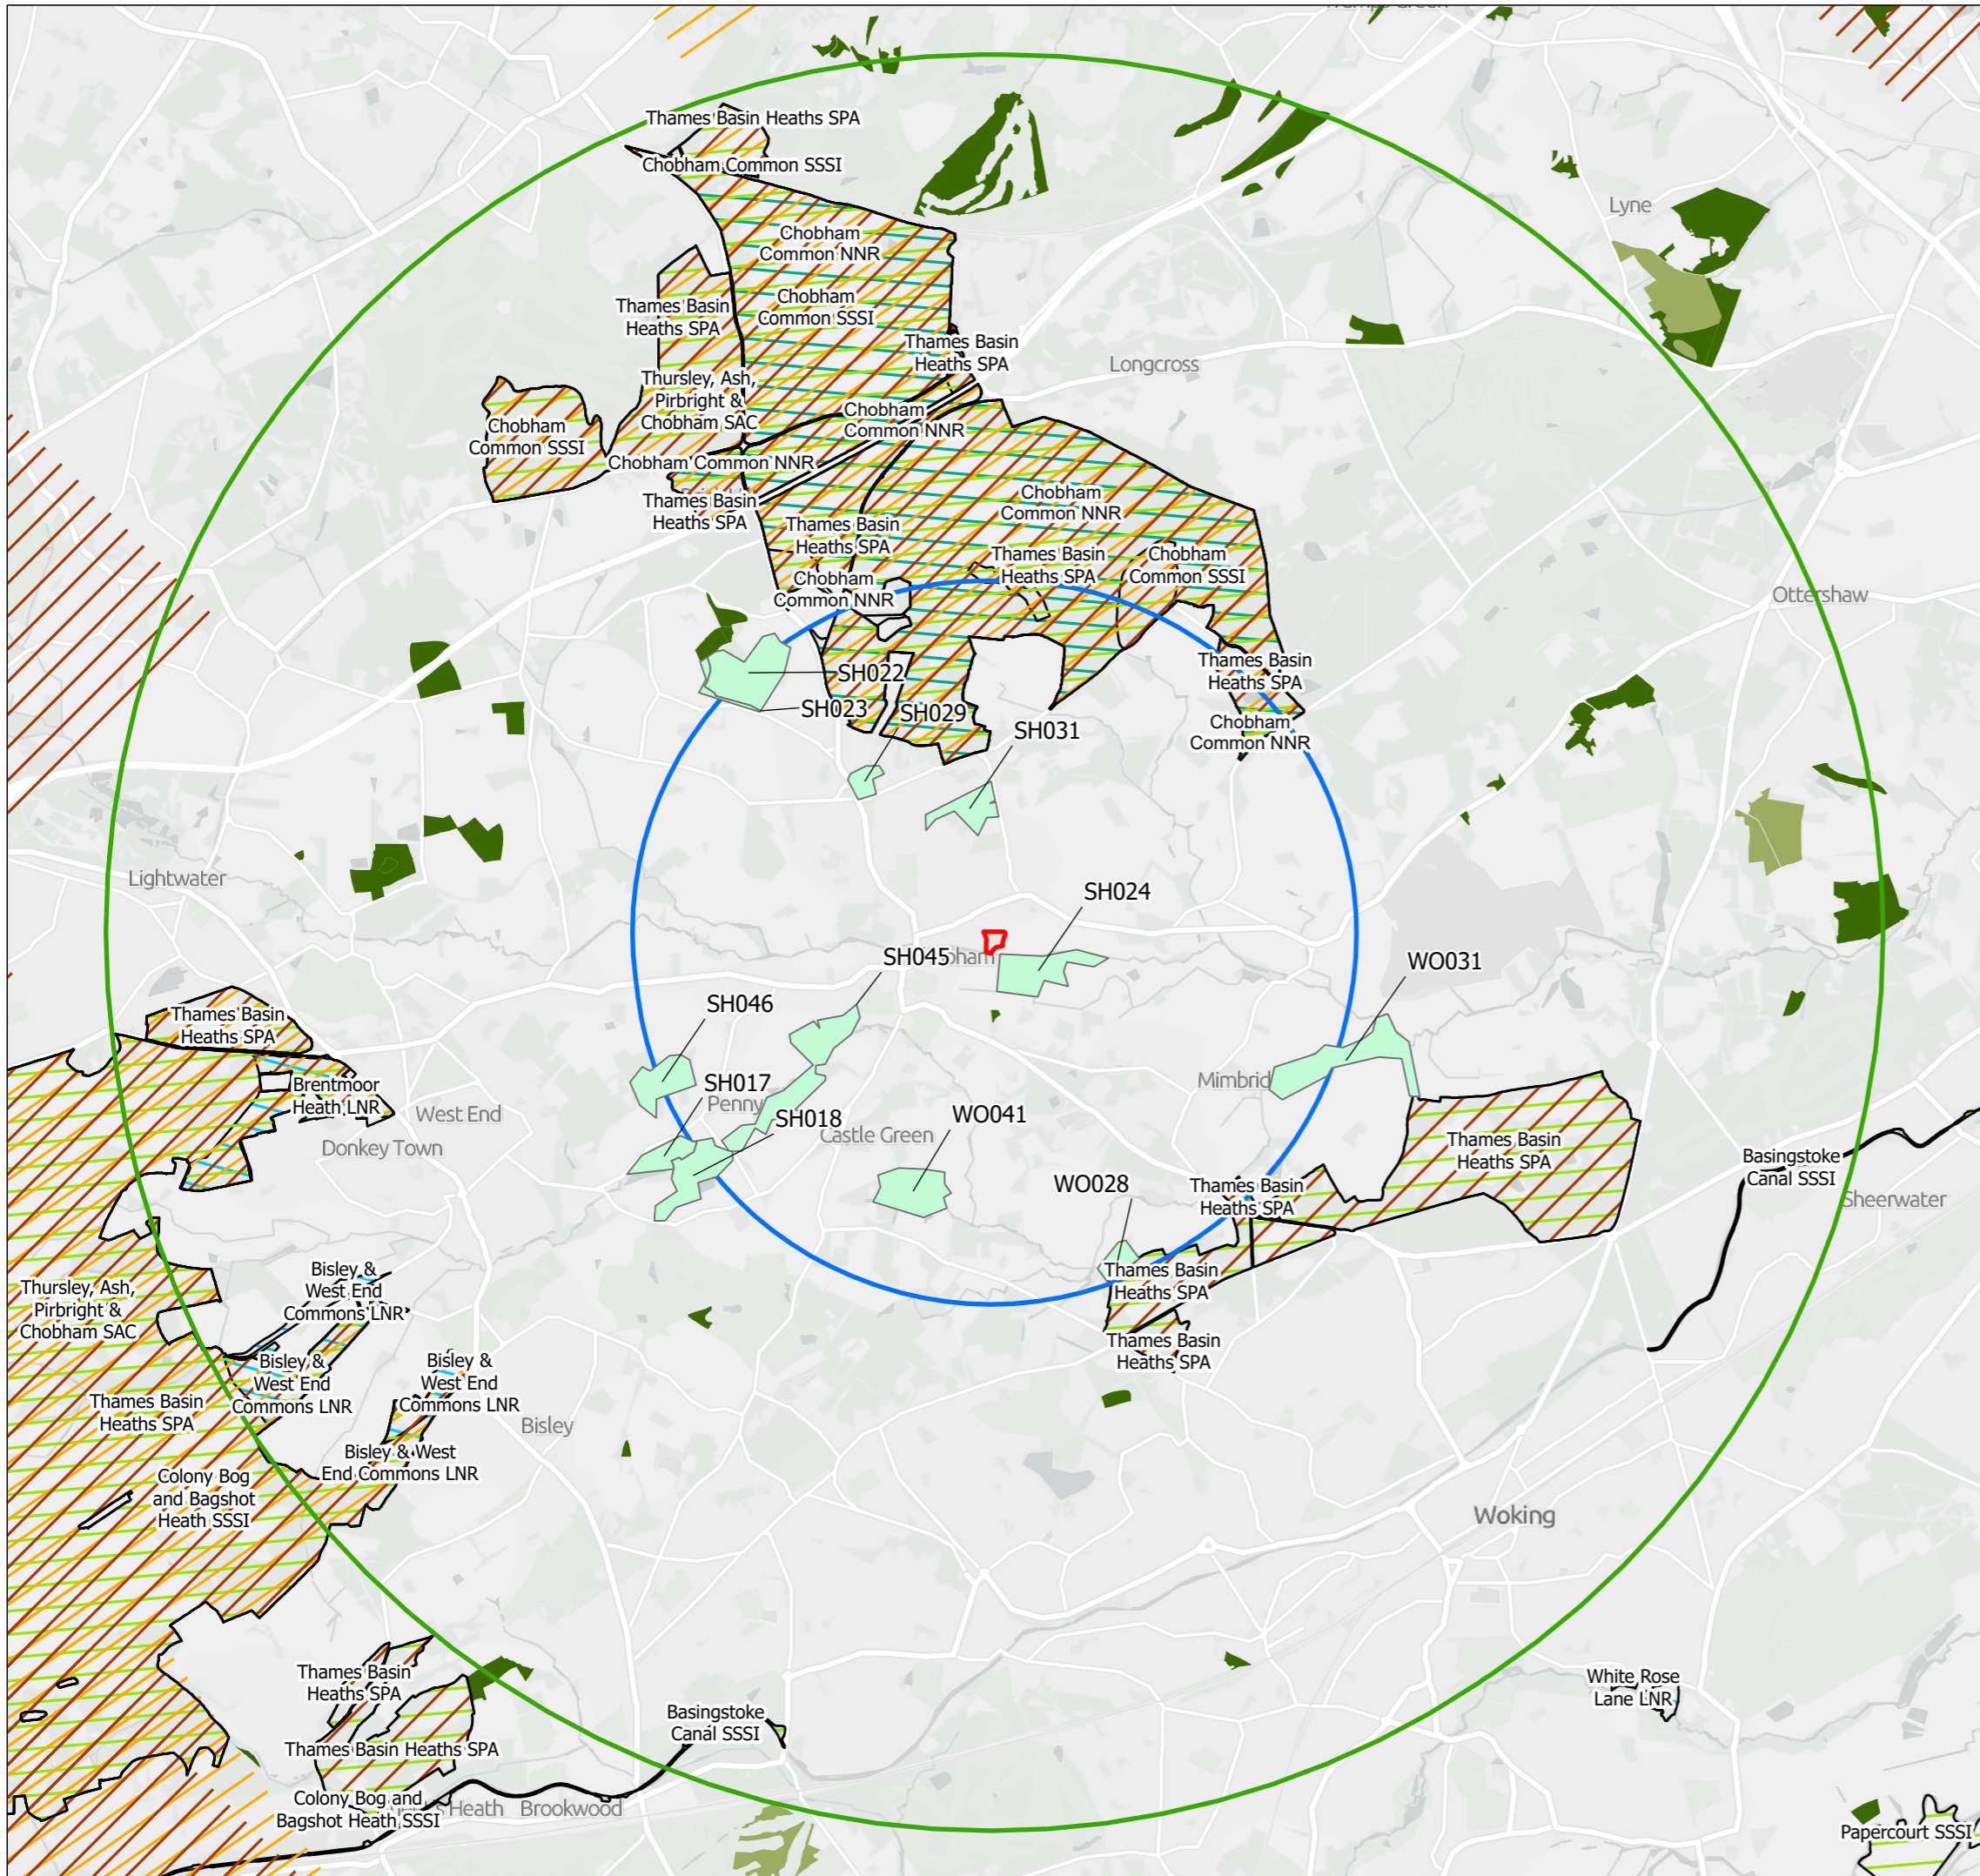 Thames Basin Heaths SPA
Chobham Common SSSI
Lyne
Chobham
Common NNR
Chobham
Common SSSI
Thames Basin
Heaths SPA
Thames Basin
Heaths SPA
Longcross
Thursley, Ash,
Pirbright &
Chobham SAC
Chobham
Common NNR
Chobham
Common SSSI
Chobham Common NNR
Thames Basin
Heaths SPA
Chobham
Common NNR
Thames Basin
Heaths SPA
Thames Basin
Heaths SPA
Chobham
Common SSSI
Chobham
Common NNR
Ottershaw
Thames Basin
Heaths SPA
SH022
SH023
SH029
SH031
Chobham
Common NNR
Lightwater
SH024
SH045
WO031
SH046
Thames Basin
Heaths SPA
SH017
Penny
Mimbrid
Brentmoor
Heath LNR
West End
SH018
Castle Green
WO041
Donkey Town
Thames Basin
Heaths SPA
Basingstoke
Canal SSSI
WO028
Thames Basin
Heaths SPA
Sheerwater
Thames Basin
Heaths SPA
Bisley &
West End
Commons LNR
Thursley, Ash,
Pirbright &
Chobham SAC
Thames Basin
Heaths SPA
Bisley &
West End
Commons LNR
Bisley &
West End
Commons LNR
Thames Basin
Heaths SPA
Bisley
Bisley & West
End Commons LNR
Colony Bog
and Bagshot
Heath SSSI
Woking
Thames Basin
Heaths SPA
White Rose
Lane LNR
Basingstoke
Canal SSSI
Thames Basin Heaths SPA
Colony Bog and
Bagshot Heath SSSI
Heath
Brookwood
Papercourt SSSI